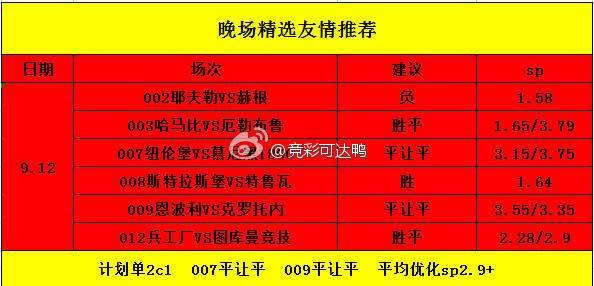 晚场精选友情推荐
日期 场次 建议 sp
002耶夫勒VS赫根 负 1.58
003哈马比VS厄勒布鲁 胜平 1.65/3.79
007纽伦堡VS慕尼黑18 平让平 3.15/3.75
9.12
008斯特拉斯堡VS特鲁瓦 胜 1.64
009恩波利VS克罗托内 平让平 3.55/3.35
012兵工厂VS图库曼竞技 胜平 2.28/2.9
计划单2c1 007平让平 009平让平 平均优化sp2.9+
@竞彩可达鸭